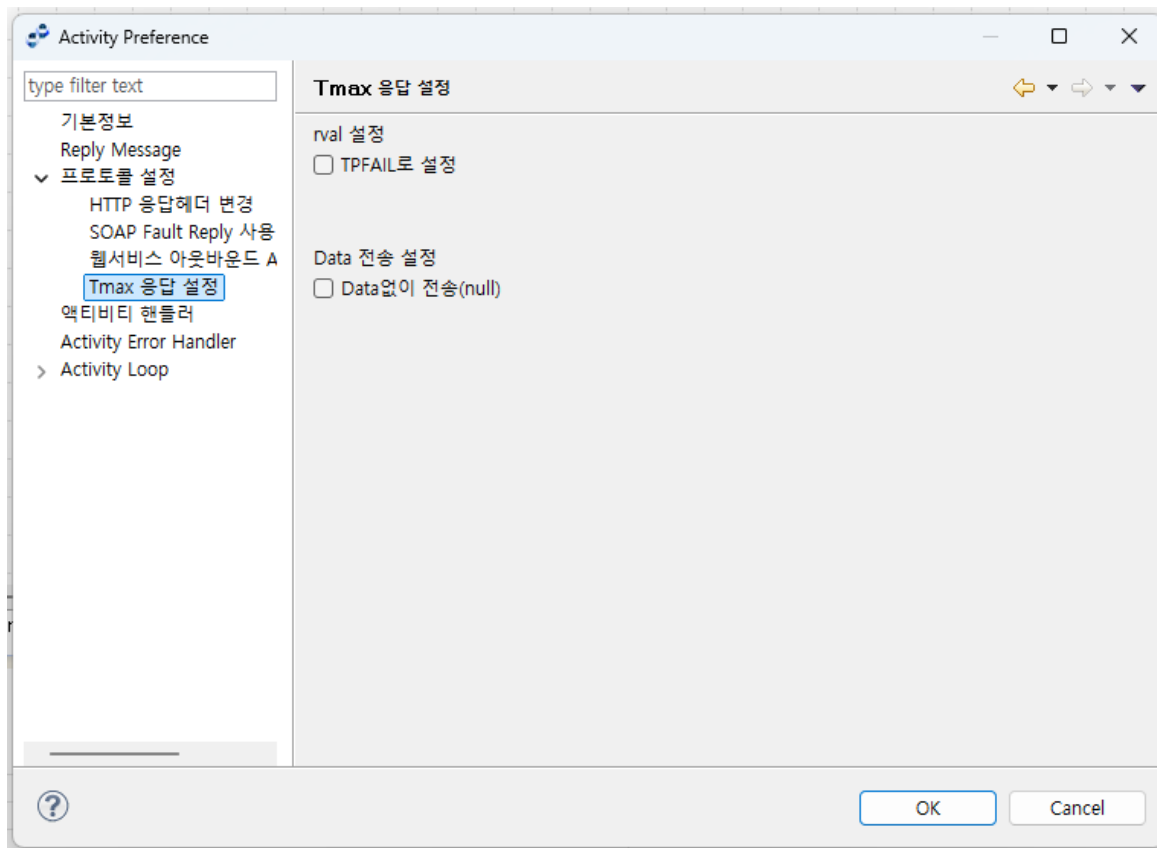 Activity Preference
type filter text
기본정보
Reply Message
프로토콜 설정
HTTP 응답헤더 변경
SOAP Fault Reply 사용
웹서비스 아웃바운드 A
Tmax 응답 설정
액티비티 핸들러
Activity Error Handler
Activity Loop
Tmax 응답 설정
rval 설정
TPFAIL로 설정
Data 전송 설정
Data없이 전송(null)
OK
Cancel